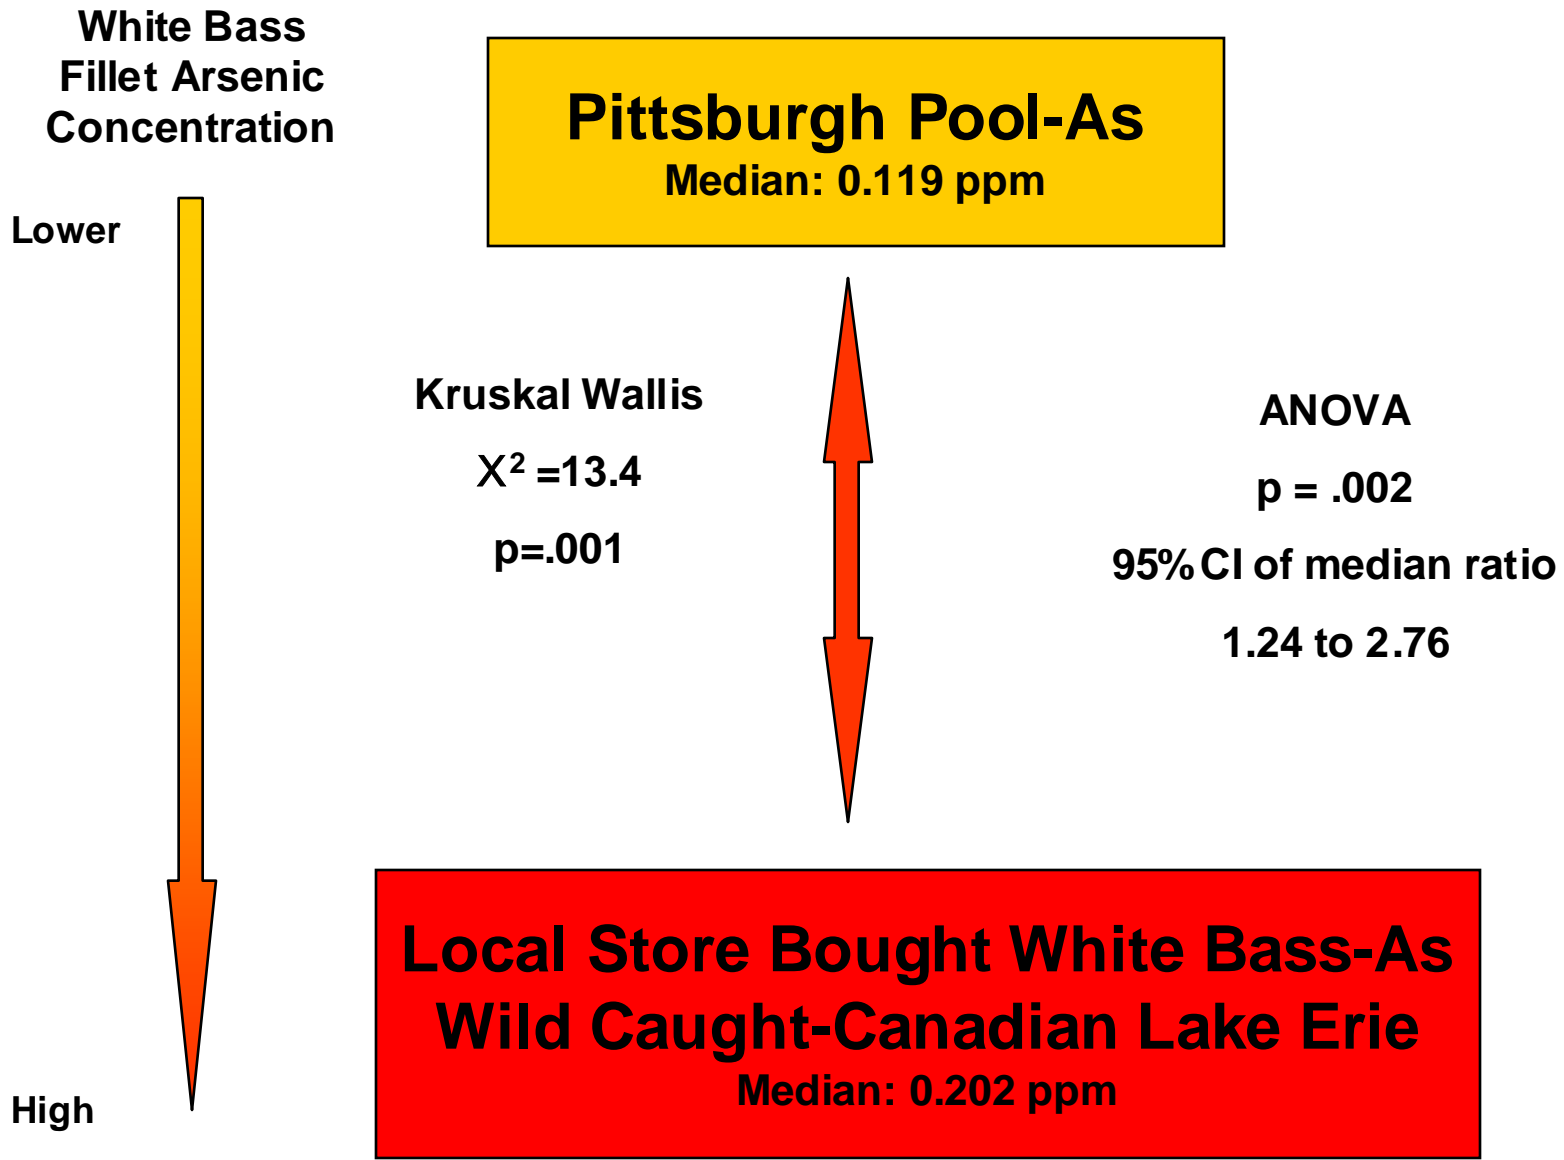 White Bass
Fillet Arsenic
Concentration
Lower
High
Pittsburgh Pool-As
Median: 0.119 ppm
Kruskal Wallis
X² =13.4
p=.001
ANOVA
p = .002
95% CI of median ratio
1.24 to 2.76
Local Store Bought White Bass-As
Wild Caught-Canadian Lake Erie
Median: 0.202 ppm